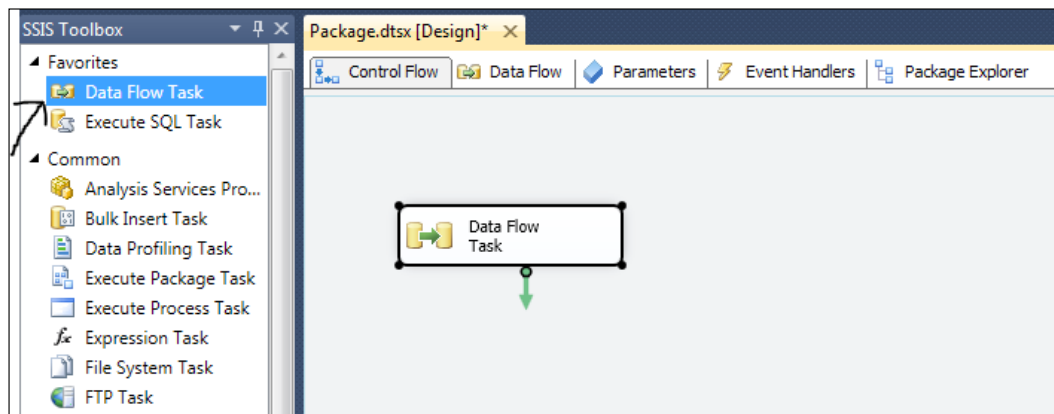 SSIS Toolbox
Favorites
Data Flow Task
Execute SQL Task
Common
Analysis Services Pro...
Bulk Insert Task
Data Profiling Task
Execute Package Task
Execute Process Task
Expression Task
File System Task
FTP Task
Package.dtsx [Design]*
Control Flow Data Flow Parameters Event Handlers Package Explorer
Data Flow
Task